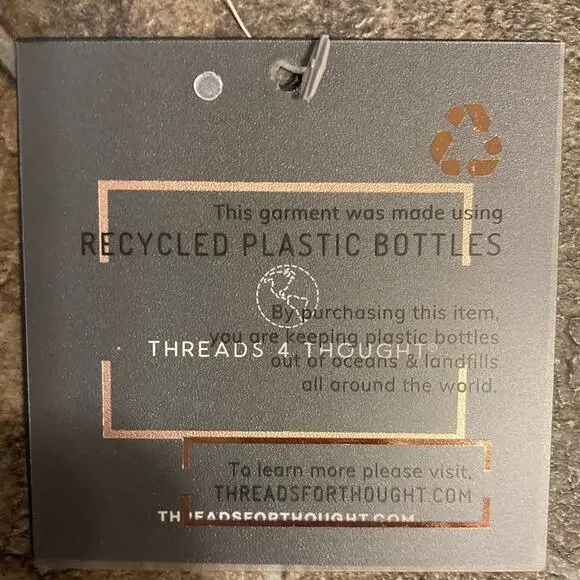 This garment was made using
RECYCLED PLASTIC BOTTLES
By purchasing this item,
you are keeping plastic bottles
THREADS 4 THOUGHT
out of oceans & landfills
all around the world.
To learn more please visit,
THREADSFORTHOUGHT.COM
THREADSFORTHOUGHT.COM